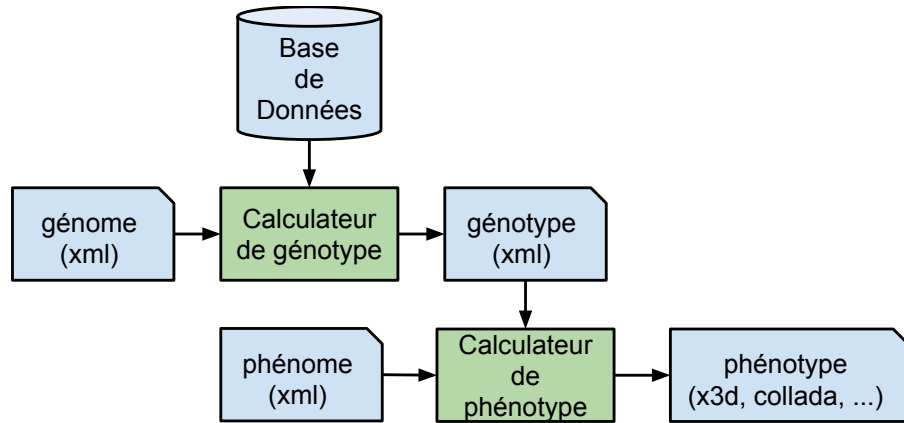 Base
de
Données
génome
(xml)
Calculateur
de génotype
génotype
(xml)
phénome
(xml)
Calculateur
de
phénotype
phénotype
(x3d, collada, ...)